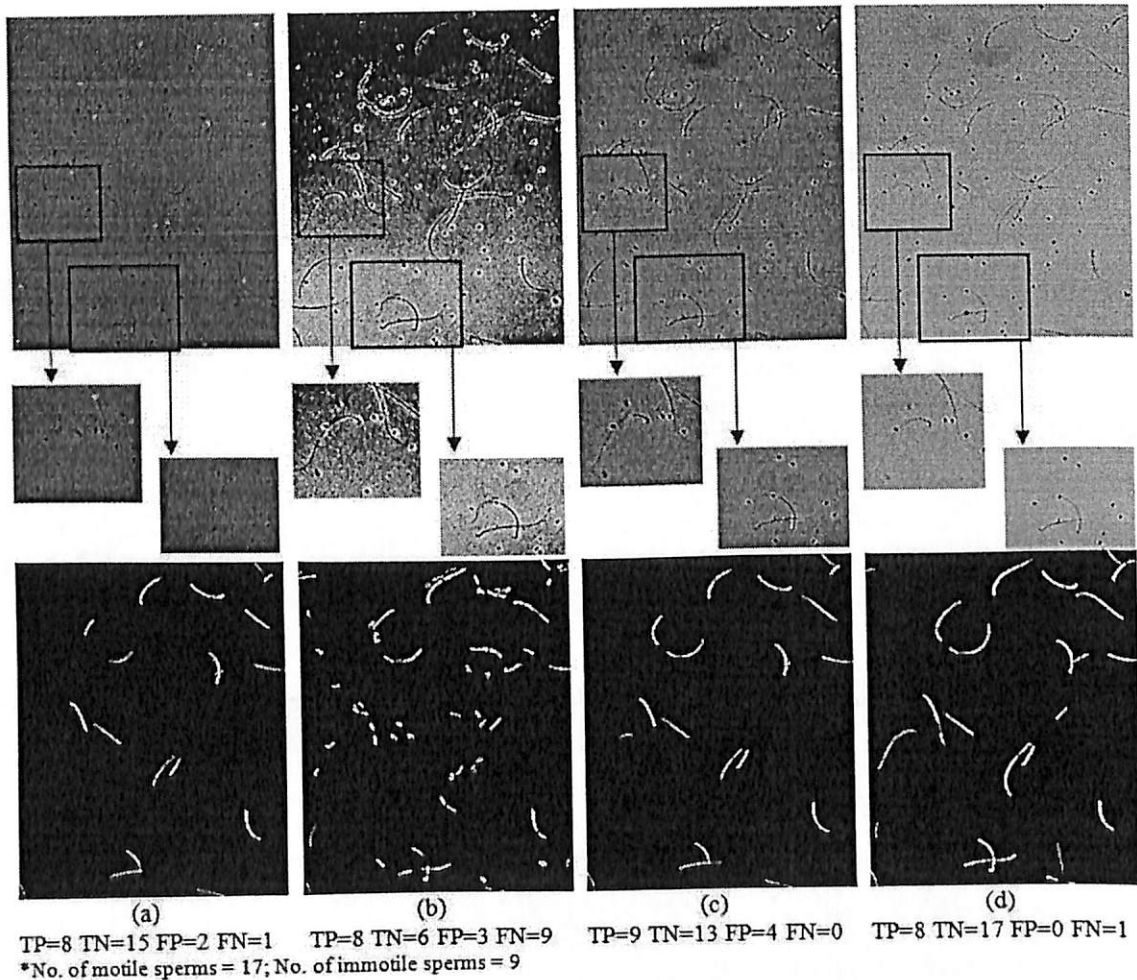 (a) (b) (c) (d)
TP=8 TN=15 FP=2 FN=1 TP=8 TN=6 FP=3 FN=9 TP=9 TN=13 FP=4 FN=0 TP=8 TN=17 FP=0 FN=1
*No. of motile sperms = 17; No. of immotile sperms = 9